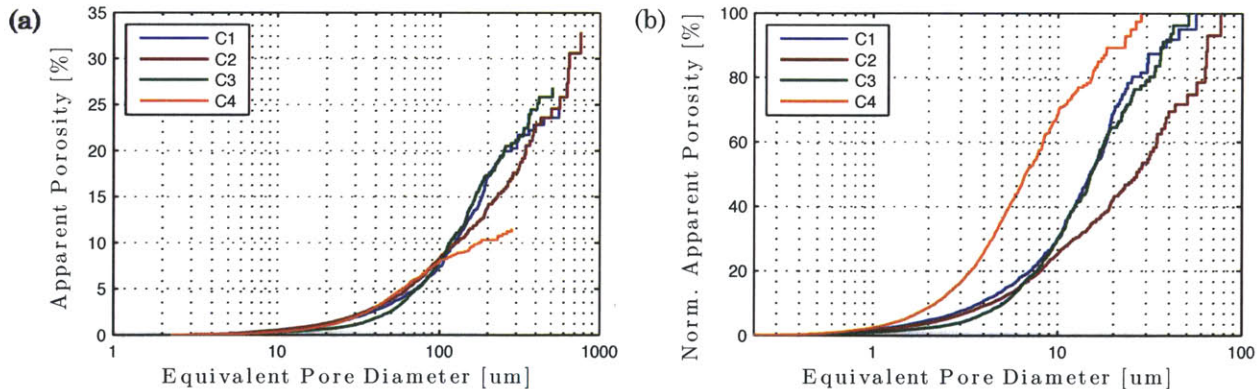 (a)
Apparent Porosity [%]
35
30
25
20
15
10
5
0
C1
C2
C3
C4
1 10 100 1000
Equivalent Pore Diameter [um]
(b)
Norm. Apparent Porosity [%]
100
80
60
40
20
0
C1
C2
C3
C4
1 10 100
Equivalent Pore Diameter [um]